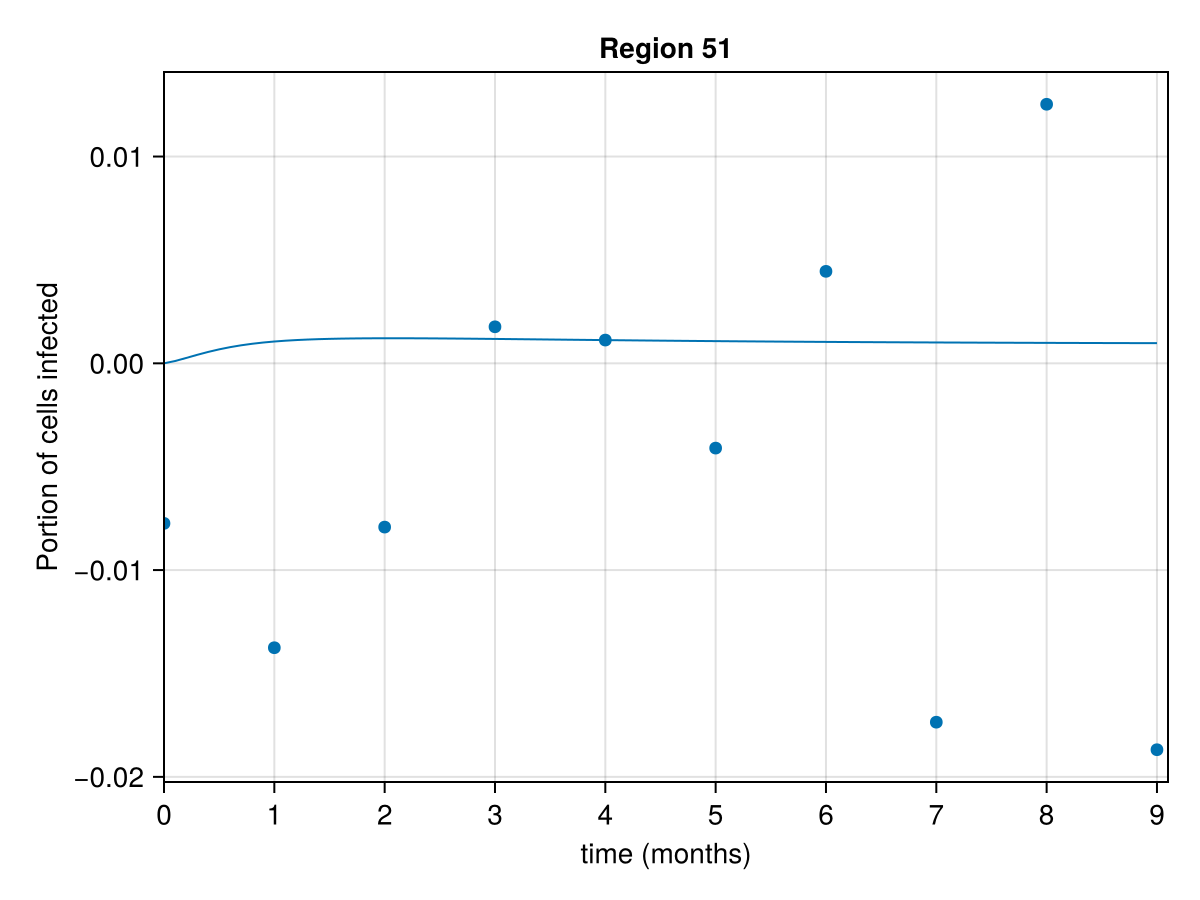 Region 51
Portion of cells infected
0.01
0.00
−0.01
−0.02
0 1 2 3 4 5 6 7 8 9
time (months)